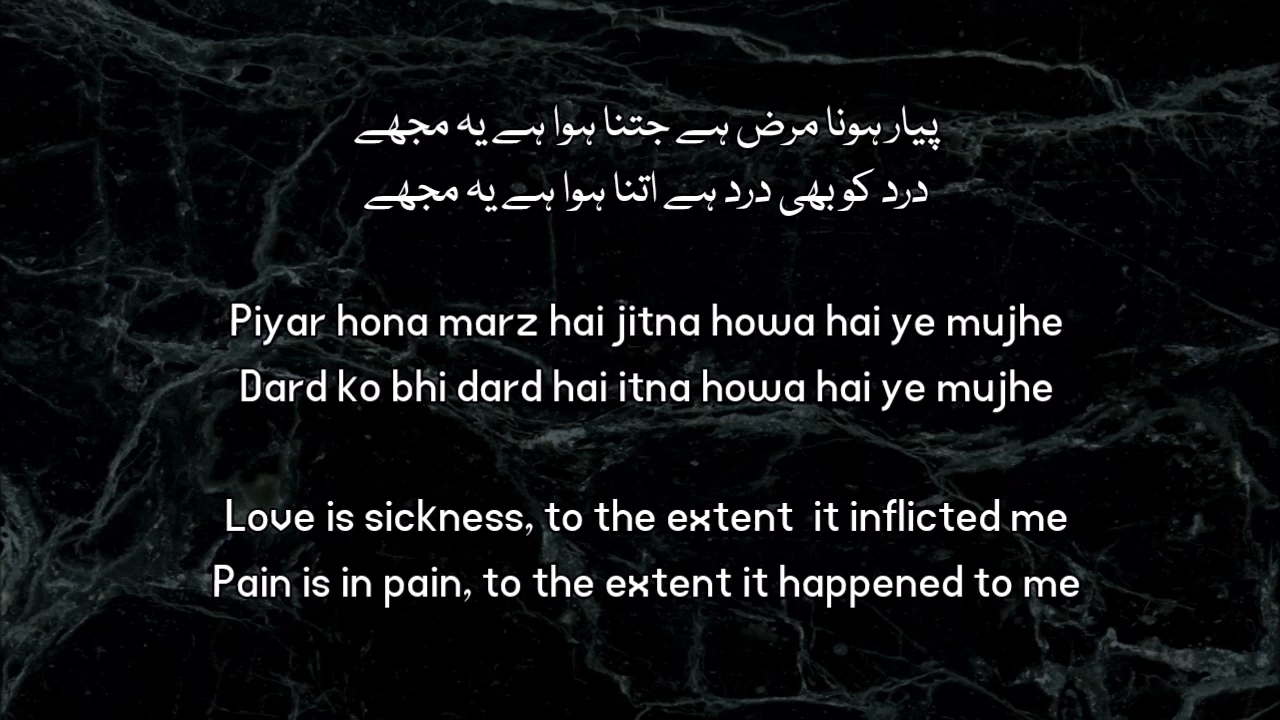 پیار ہونا مرض ہے جتنا ہوا ہے یہ مجھے
درد کو بھی درد ہے اتنا ہوا ہے یہ مجھے
Piyar hona marz hai jitna howa hai ye mujhe
Dard ko bhi dard hai itna howa hai ye mujhe
Love is sickness, to the extent  it inflicted me
Pain is in pain, to the extent it happened to me